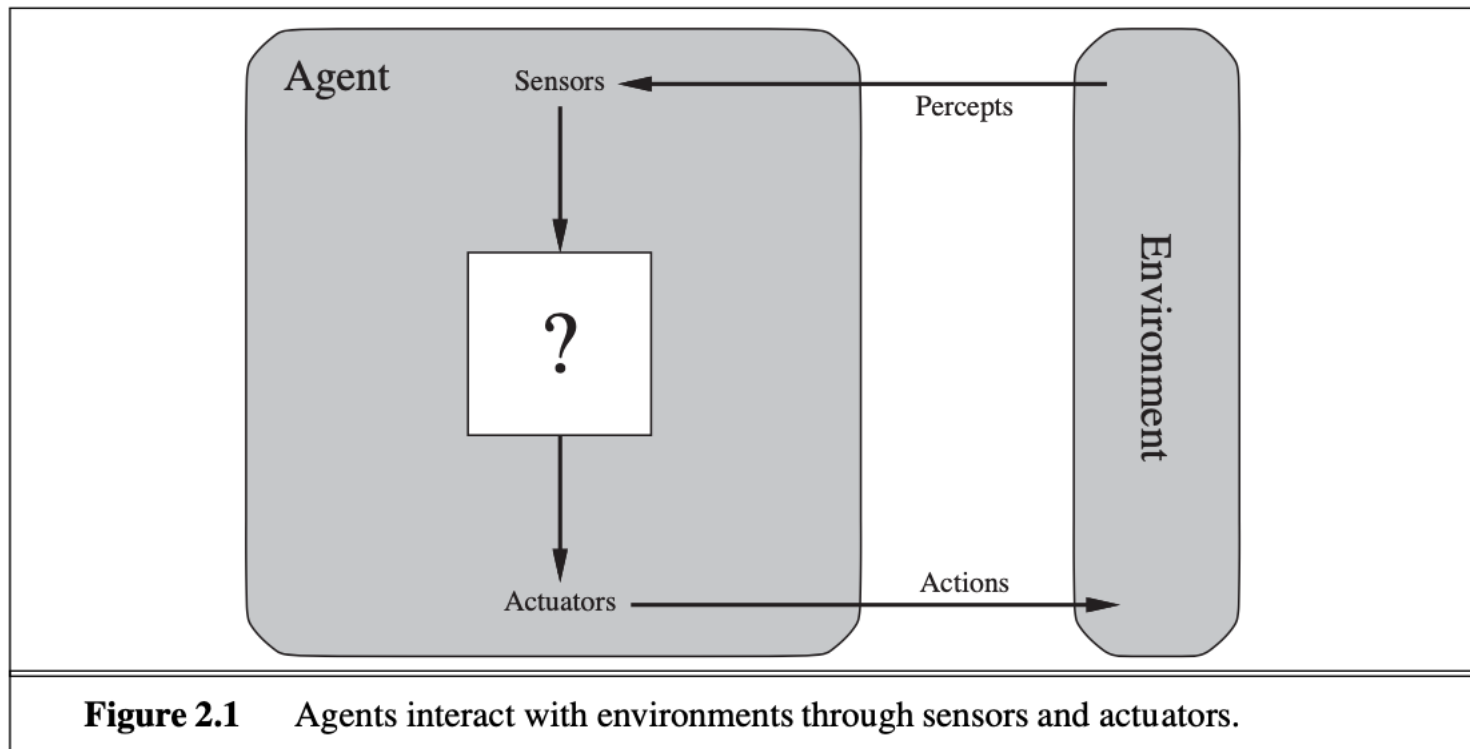 Agent
Sensors
Percepts
?
Environment
Actuators
Actions
Figure 2.1 Agents interact with environments through sensors and actuators.